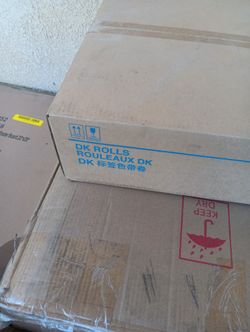 DK ROLLS
ROULEAUX DK
DK 标签色带卷
KEEP
DRY